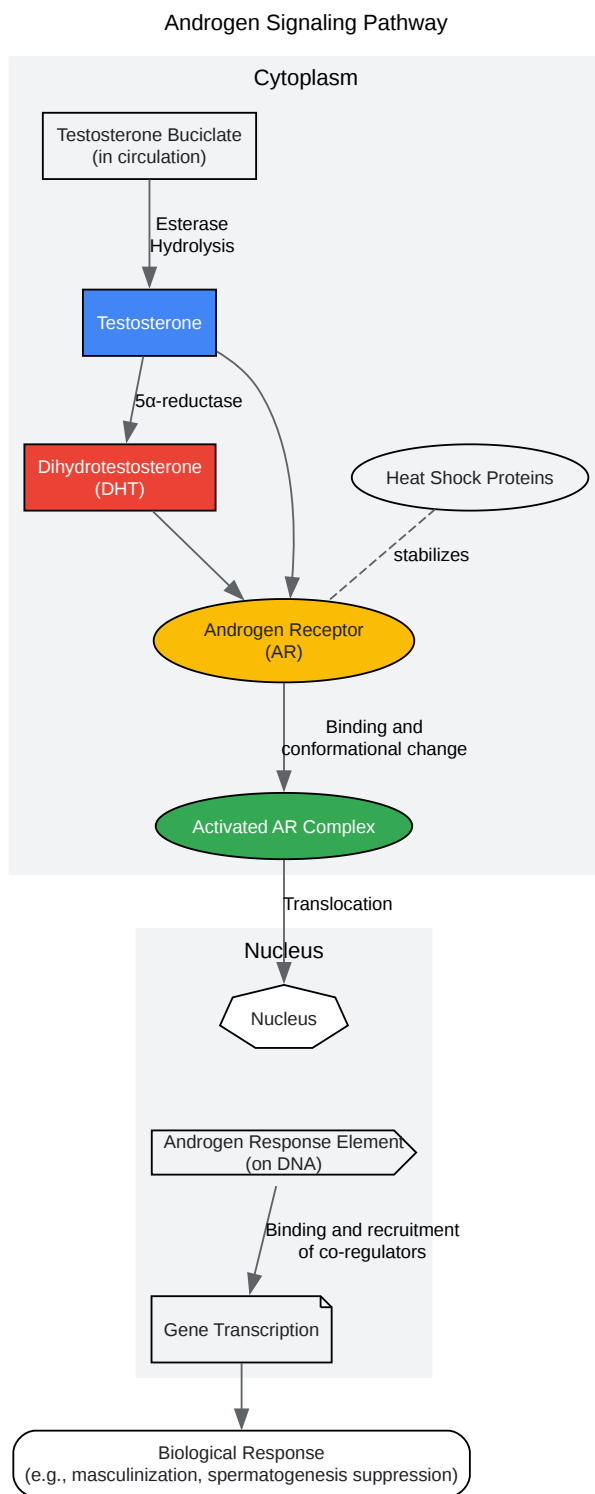 Androgen Signaling Pathway
Cytoplasm
Testosterone Buciclate
(in circulation)
Esterase
Hydrolysis
Testosterone
5α-reductase
Dihydrotestosterone
(DHT)
Heat Shock Proteins
stabilizes
Androgen Receptor
(AR)
Binding and
conformational change
Activated AR Complex
Translocation
Nucleus
Nucleus
Androgen Response Element
(on DNA)
Binding and recruitment
of co-regulators
Gene Transcription
Biological Response
(e.g., masculinization, spermatogenesis suppression)